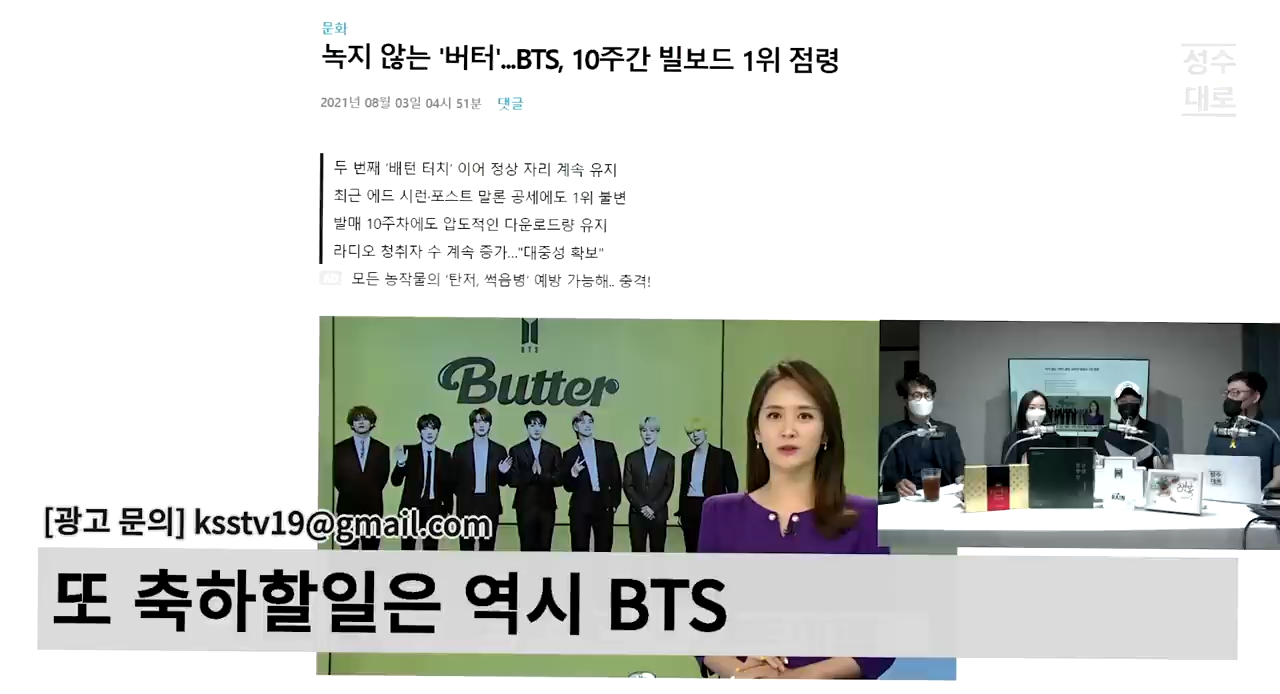 문화
녹지 않는 '버터'...BTS, 10주간 빌보드 1위 점령
2021년 08월 03일 04시 51분 댓글
성수
대로
두 번째 '배턴 터치' 이어 정상 자리 계속 유지
최근 에드 시런·포스트 말론 공세에도 1위 불변
발매 10주차에도 압도적인 다운로드량 유지
라디오 청취자 수 계속 증가..."대중성 확보"
AD 모든 농작물의 '탄저, 썩음병' 예방 가능해.. 충격!
BTS
Butter
RAIN
성수
대로
[광고 문의] ksstv19@gmail.com
또 축하할일은 역시 BTS